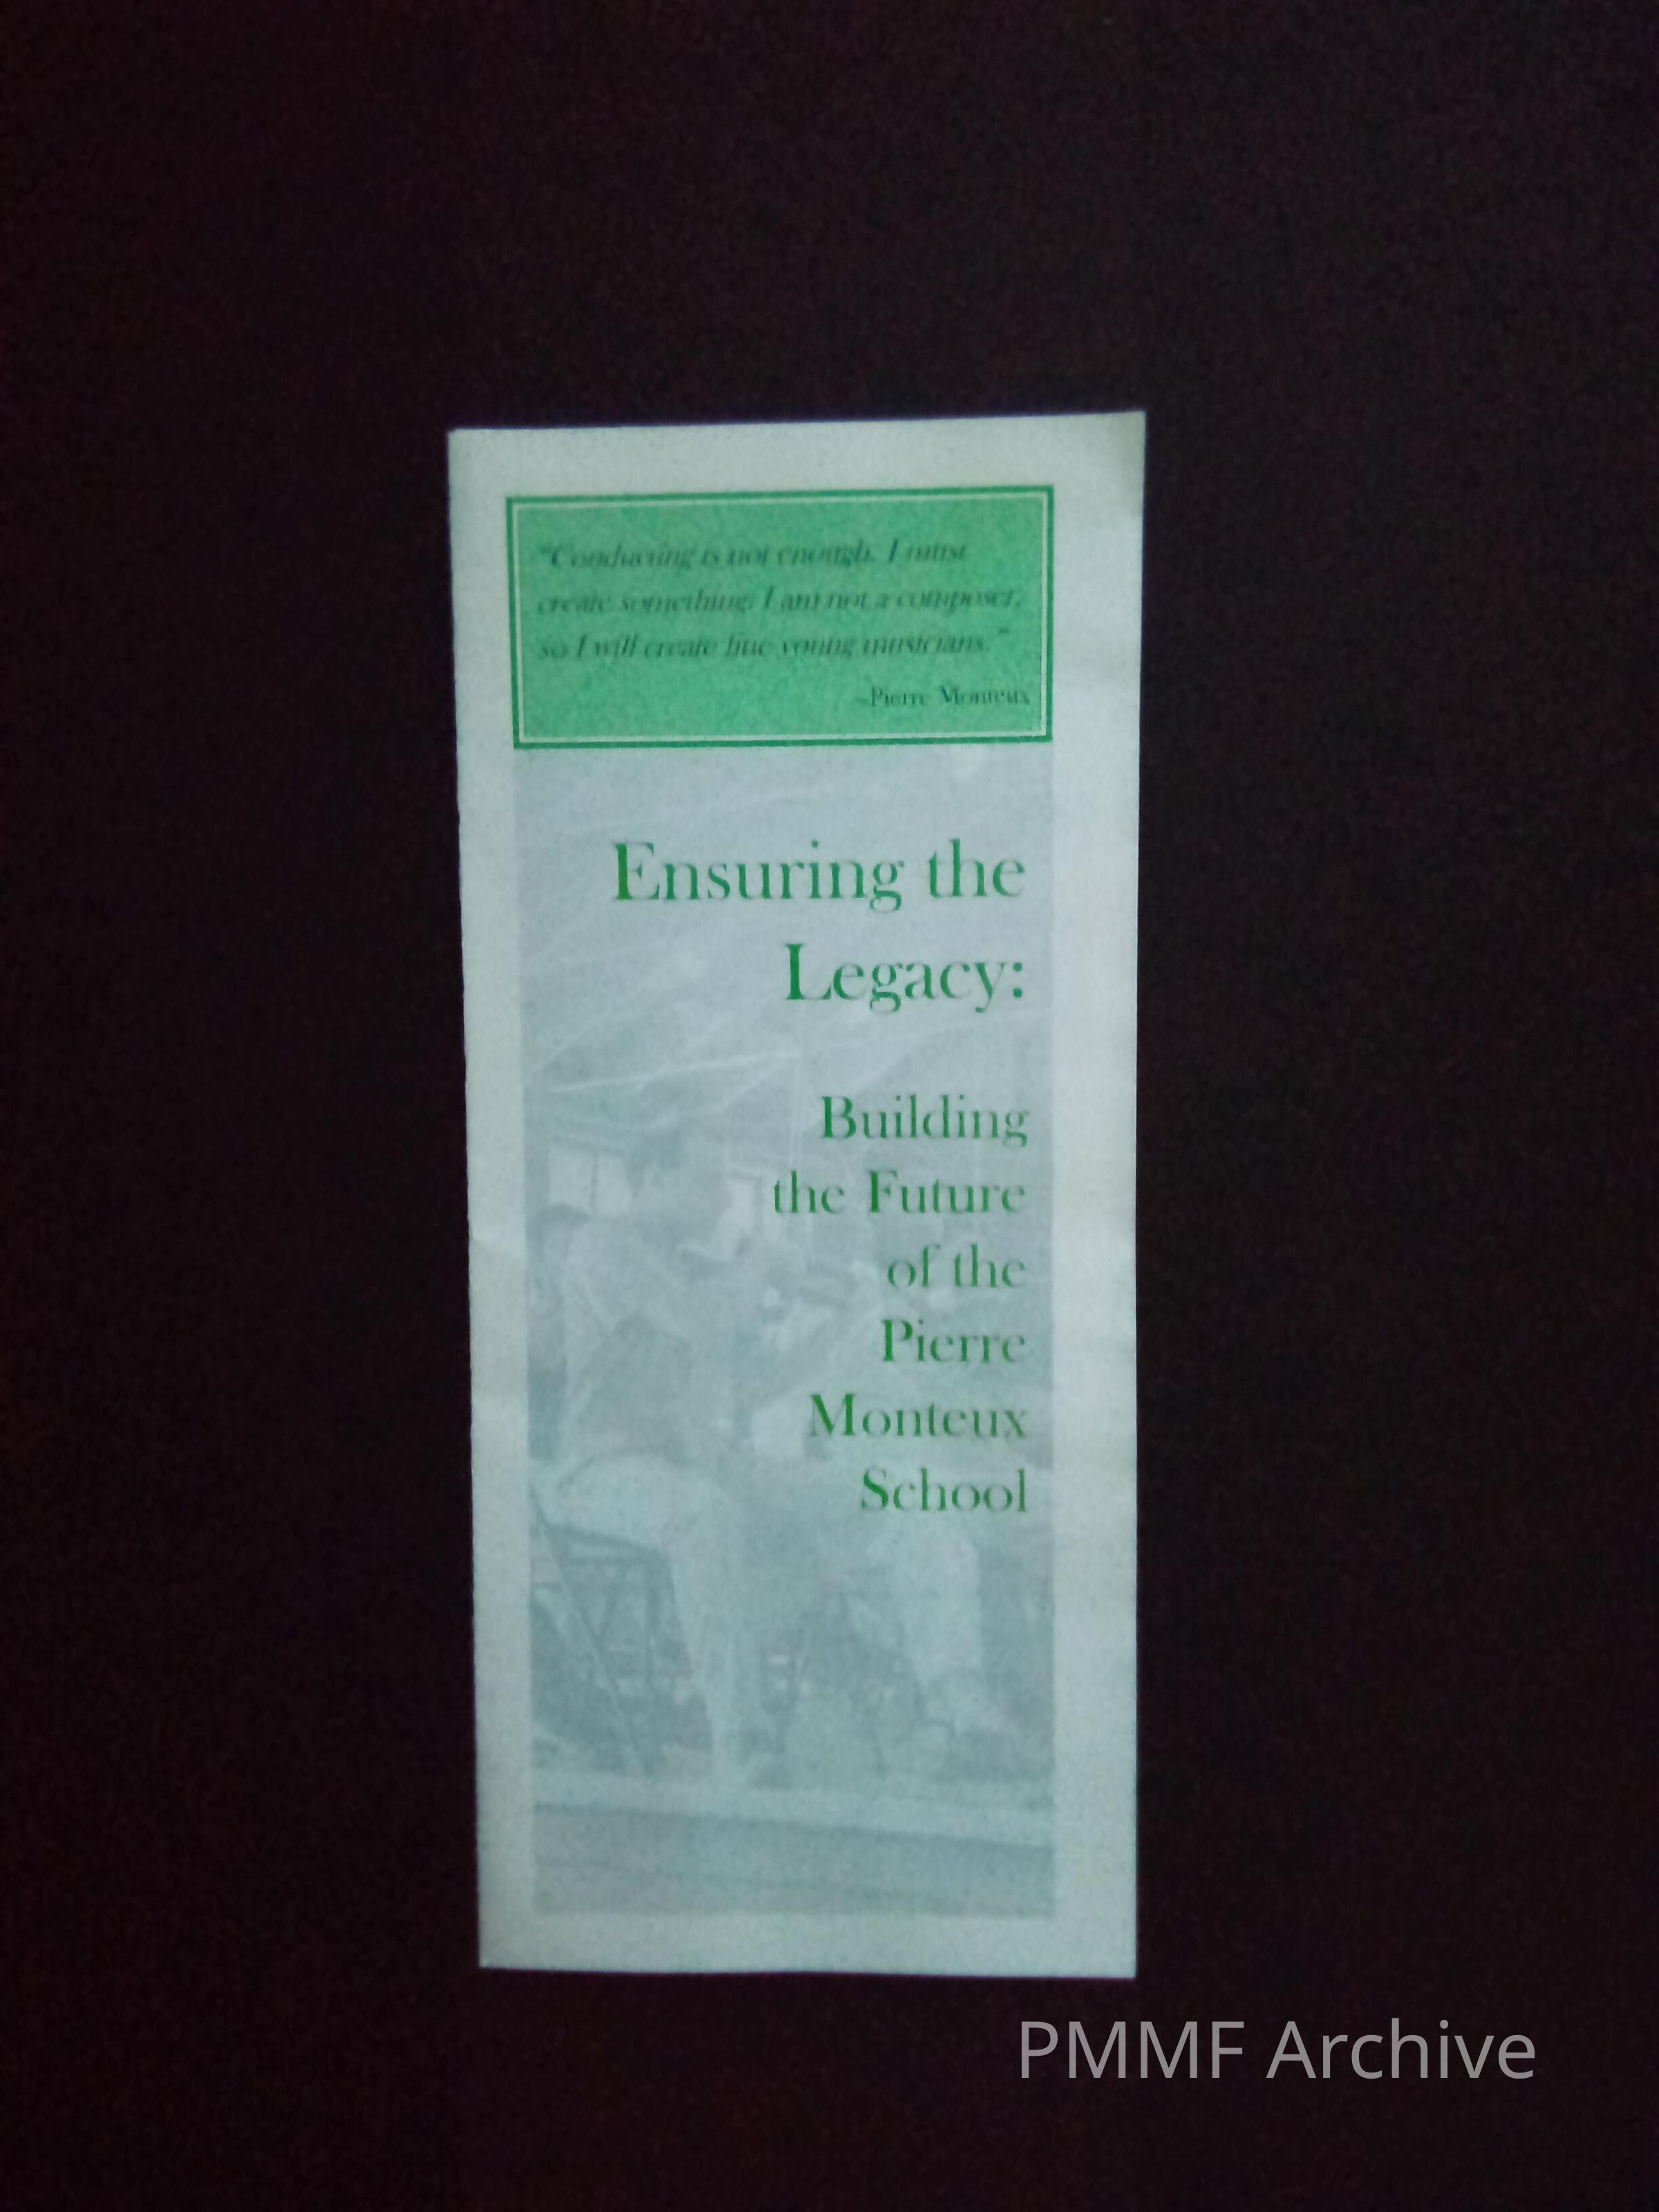 "Conducting is not enough. I must
create something. I am not a composer,
so I will create fine young musicians."
~Pierre Monteux
Ensuring the
Legacy:
Building
the Future
of the
Pierre
Monteux
School
PMMF Archive